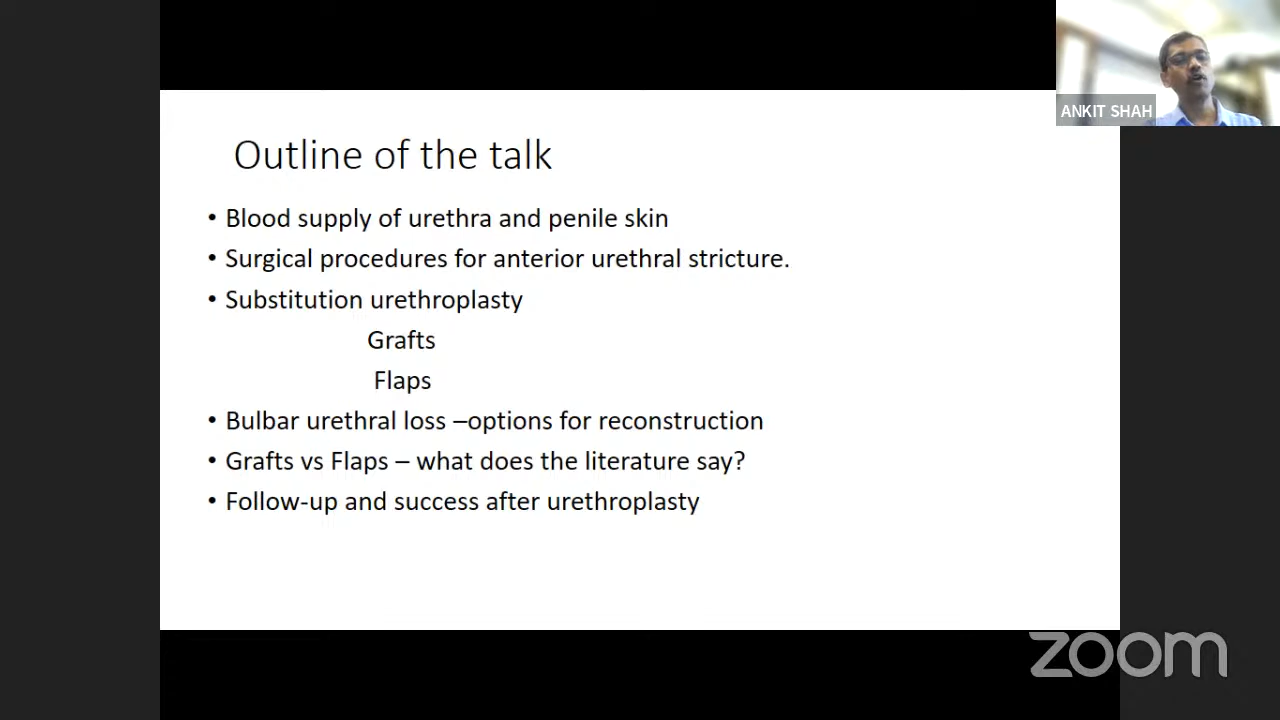 ANKIT SHAH
Outline of the talk
• Blood supply of urethra and penile skin
• Surgical procedures for anterior urethral stricture.
• Substitution urethroplasty
Grafts
Flaps
• Bulbar urethral loss –options for reconstruction
• Grafts vs Flaps – what does the literature say?
• Follow-up and success after urethroplasty
zoom